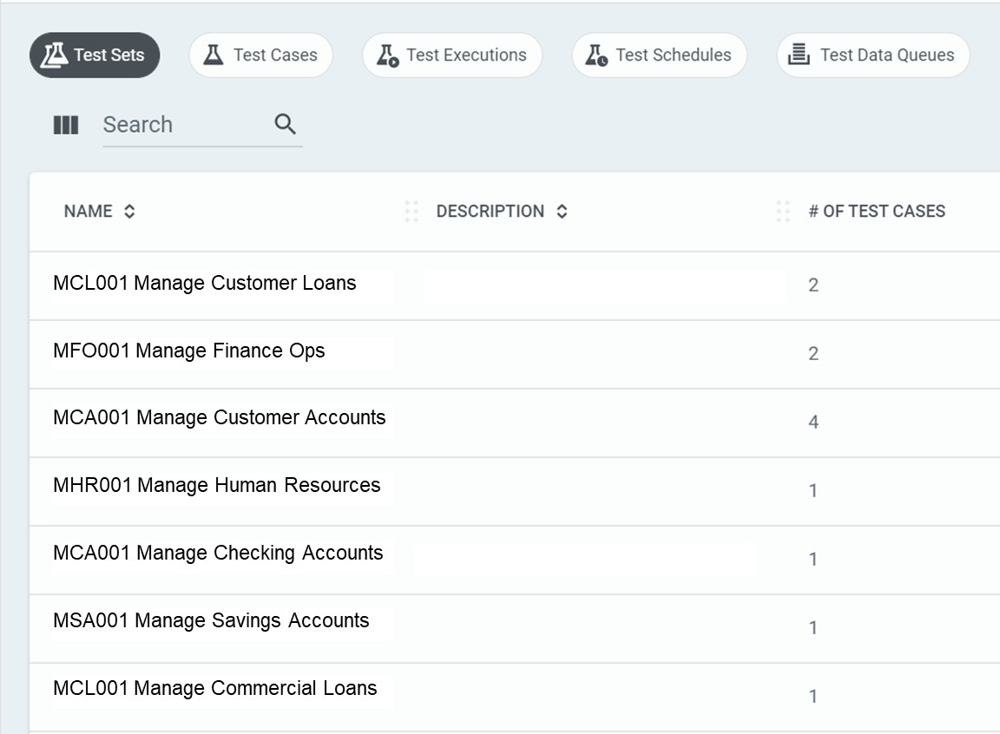 Test Sets Test Cases Test Executions Test Schedules Test Data Queues
Search
NAME DESCRIPTION # OF TEST CASES
MCL001 Manage Customer Loans 2
MFO001 Manage Finance Ops 2
MCA001 Manage Customer Accounts 4
MHR001 Manage Human Resources 1
MCA001 Manage Checking Accounts 1
MSA001 Manage Savings Accounts 1
MCL001 Manage Commercial Loans 1